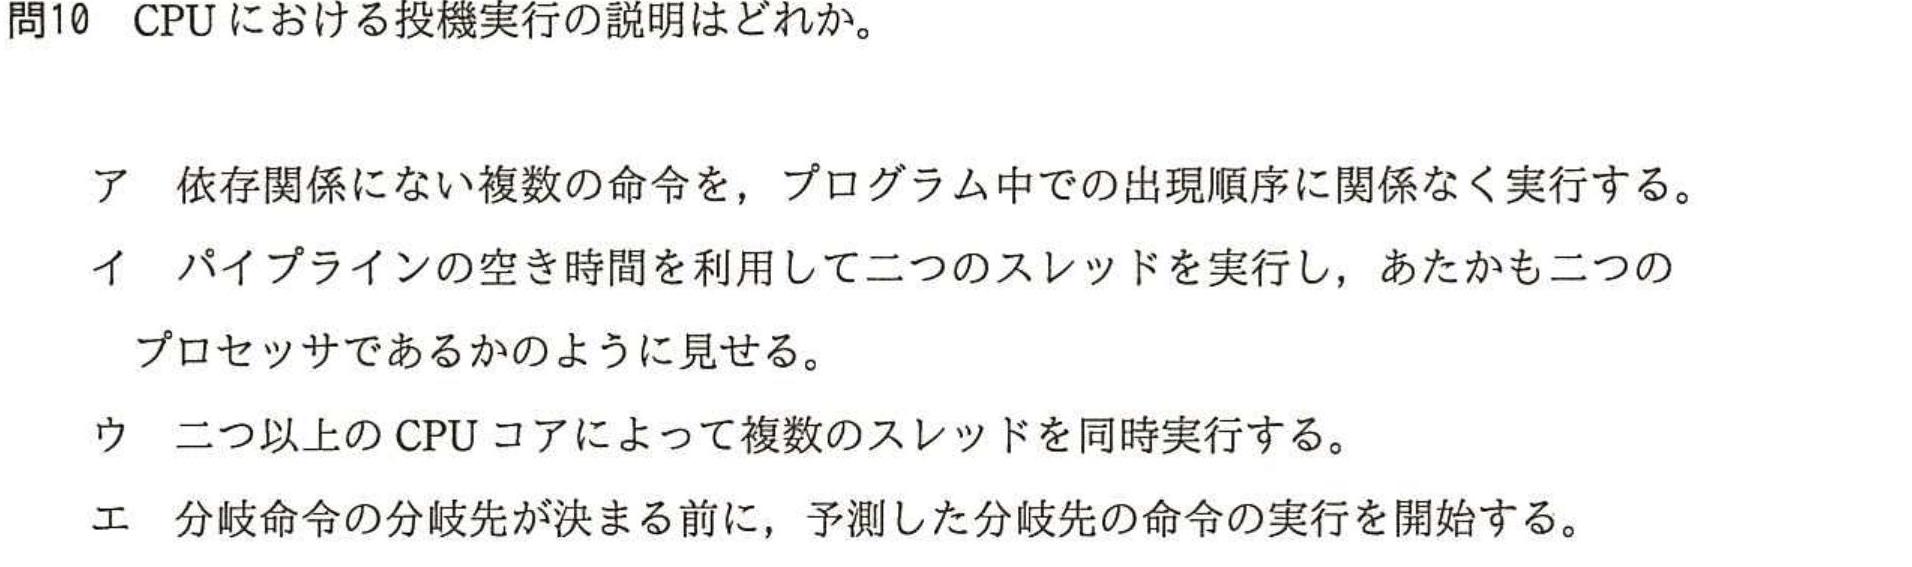 問10 CPUにおける投機実行の説明はどれか。
ア 依存関係にない複数の命令を，プログラム中での出現順序に関係なく実行する。
イ パイプラインの空き時間を利用して二つのスレッドを実行し，あたかも二つの
プロセッサであるかのように見せる。
ウ 二つ以上のCPUコアによって複数のスレッドを同時実行する。
エ 分岐命令の分岐先が決まる前に，予測した分岐先の命令の実行を開始する。